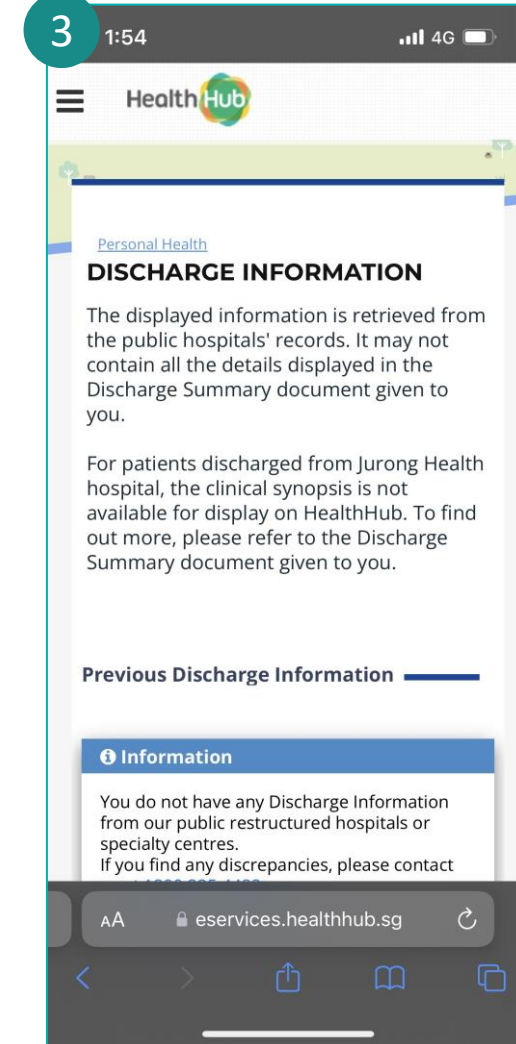 3
1:54
4G
HealthHub
Personal Health
DISCHARGE INFORMATION
The displayed information is retrieved from
the public hospitals' records. It may not
contain all the details displayed in the
Discharge Summary document given to
you.
For patients discharged from Jurong Health
hospital, the clinical synopsis is not
available for display on HealthHub. To find
out more, please refer to the Discharge
Summary document given to you.
Previous Discharge Information
Information
You do not have any Discharge Information
from our public restructured hospitals or
specialty centres.
If you find any discrepancies, please contact
AA
eservices.healthhub.sg